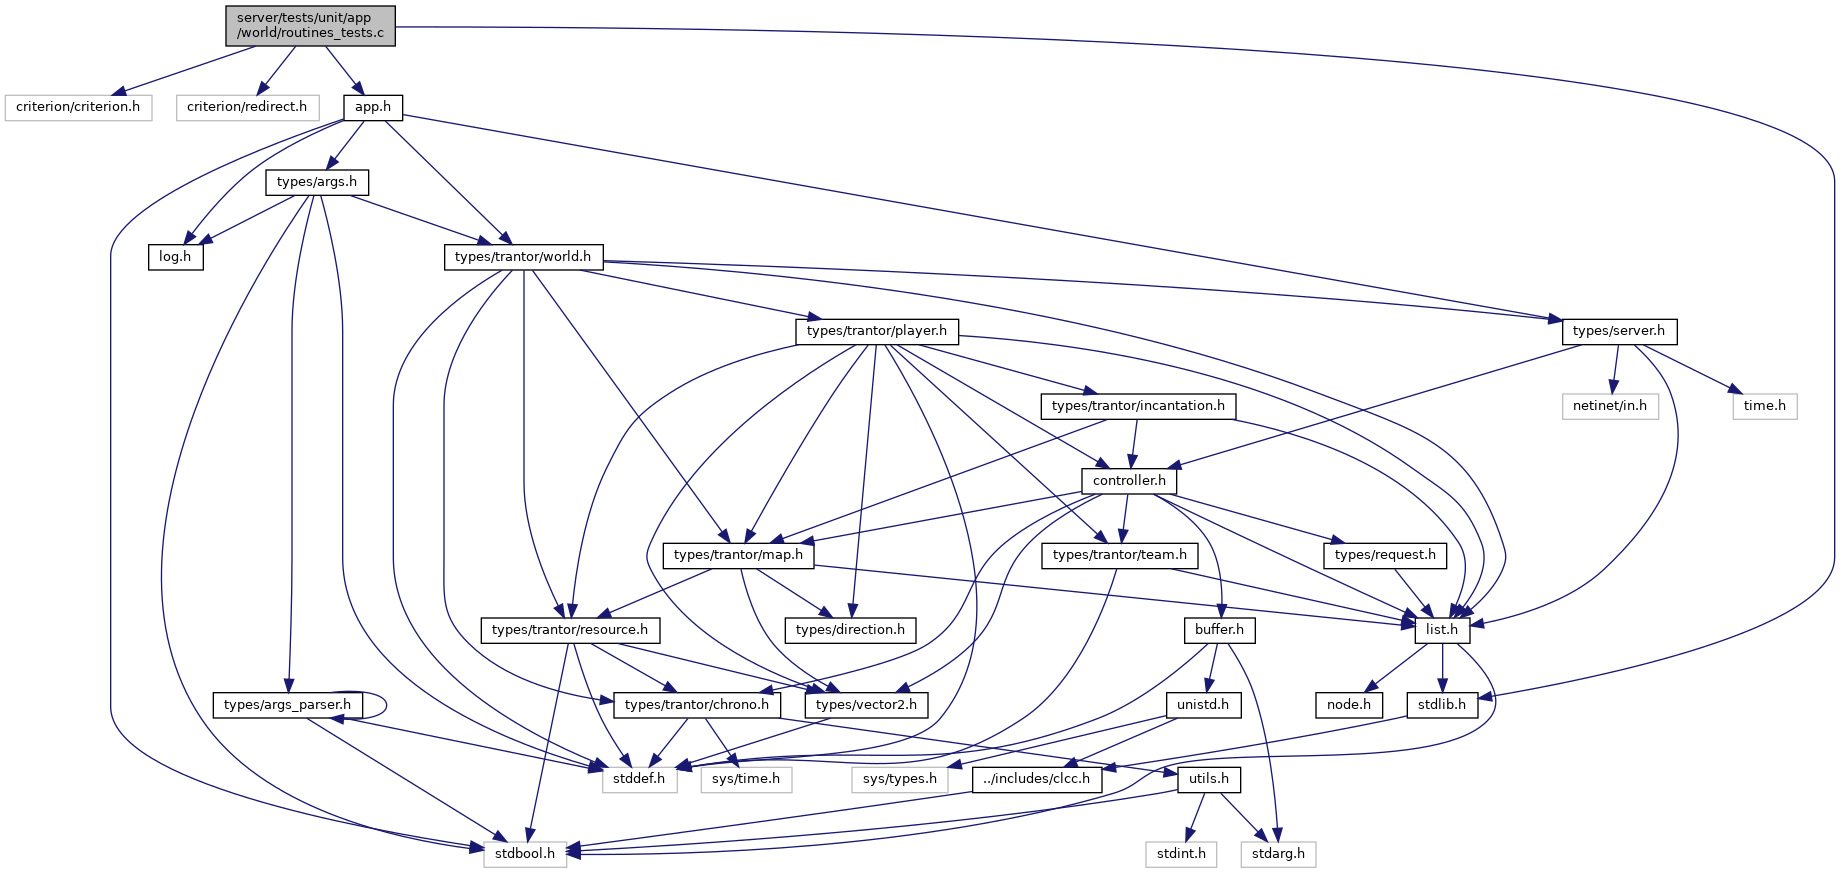 server/tests/unit/app
/world/routines_tests.c
criterion/criterion.h
criterion/redirect.h
app.h
types/args.h
log.h
types/trantor/world.h
types/trantor/player.h
types/server.h
types/trantor/incantation.h
netinet/in.h
time.h
controller.h
types/trantor/map.h
types/trantor/team.h
types/request.h
types/trantor/resource.h
types/direction.h
buffer.h
list.h
types/args_parser.h
types/trantor/chrono.h
types/vector2.h
unistd.h
node.h
stdlib.h
stddef.h
sys/time.h
sys/types.h
../includes/clcc.h
utils.h
stdbool.h
stdint.h
stdarg.h